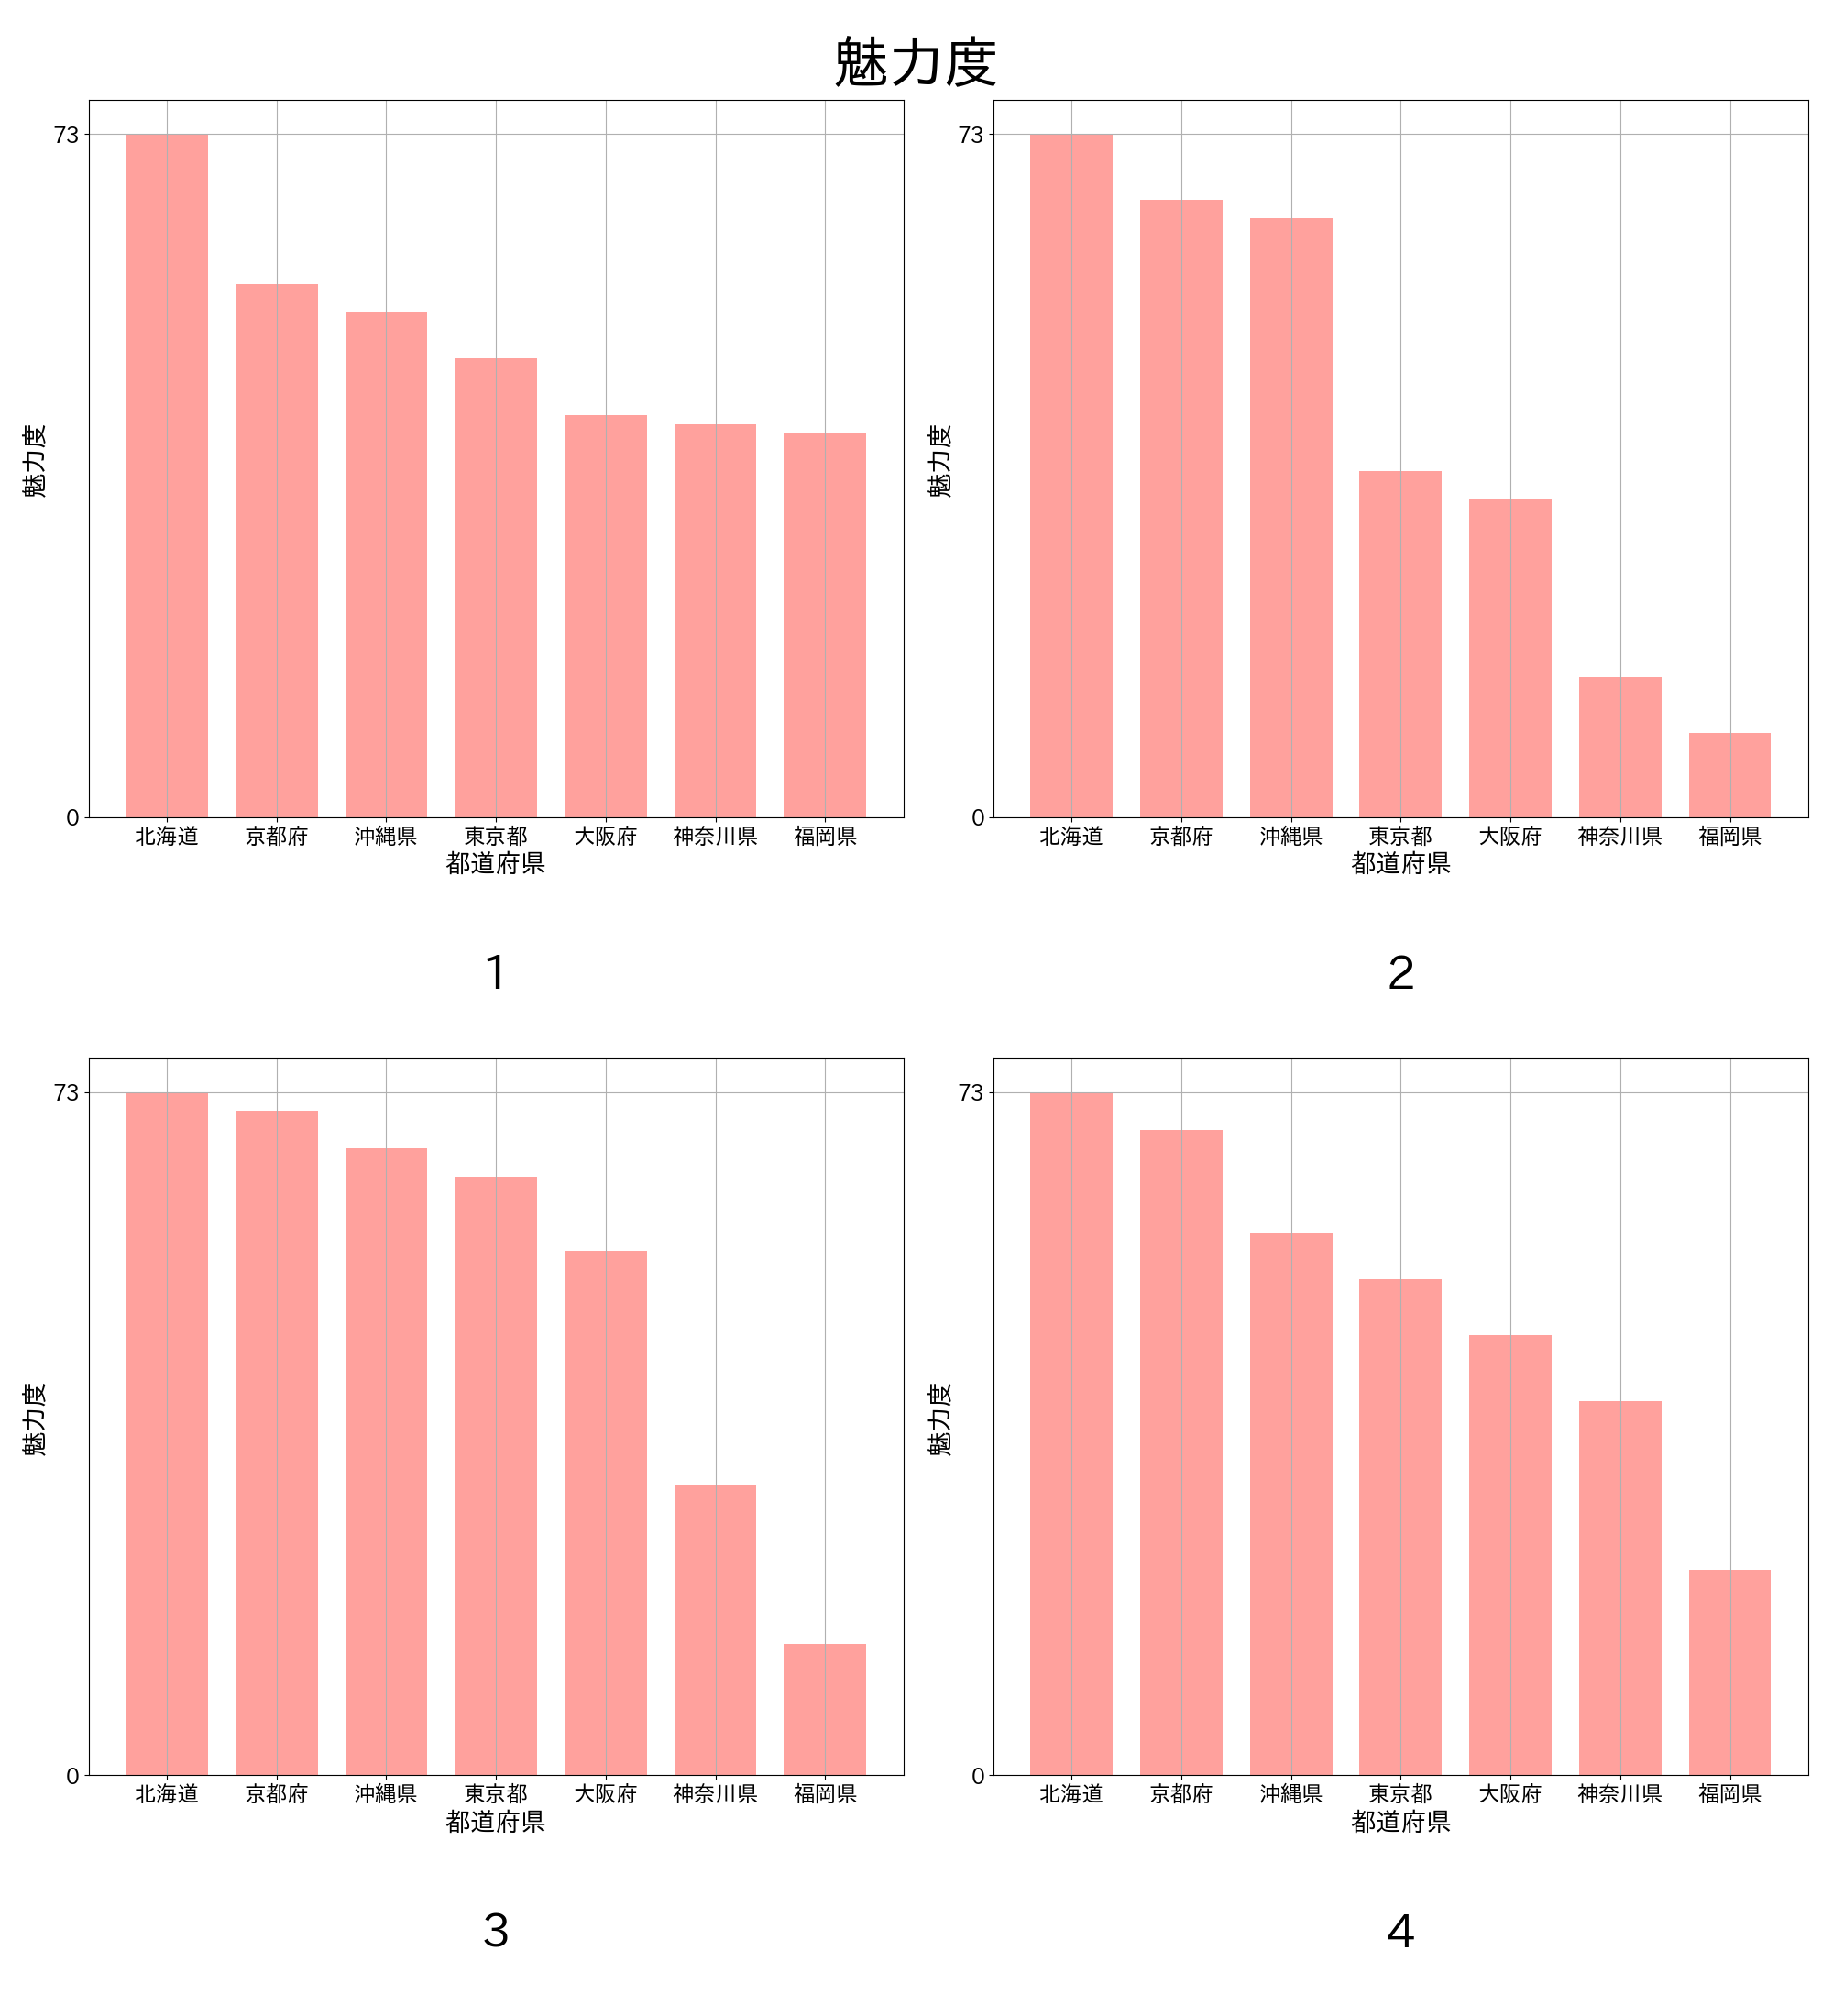 魅力度
73
0
魅力度
北海道 京都府 沖縄県 東京都 大阪府 神奈川県 福岡県
都道府県
1
73
0
魅力度
北海道 京都府 沖縄県 東京都 大阪府 神奈川県 福岡県
都道府県
2
73
0
魅力度
北海道 京都府 沖縄県 東京都 大阪府 神奈川県 福岡県
都道府県
3
73
0
魅力度
北海道 京都府 沖縄県 東京都 大阪府 神奈川県 福岡県
都道府県
4